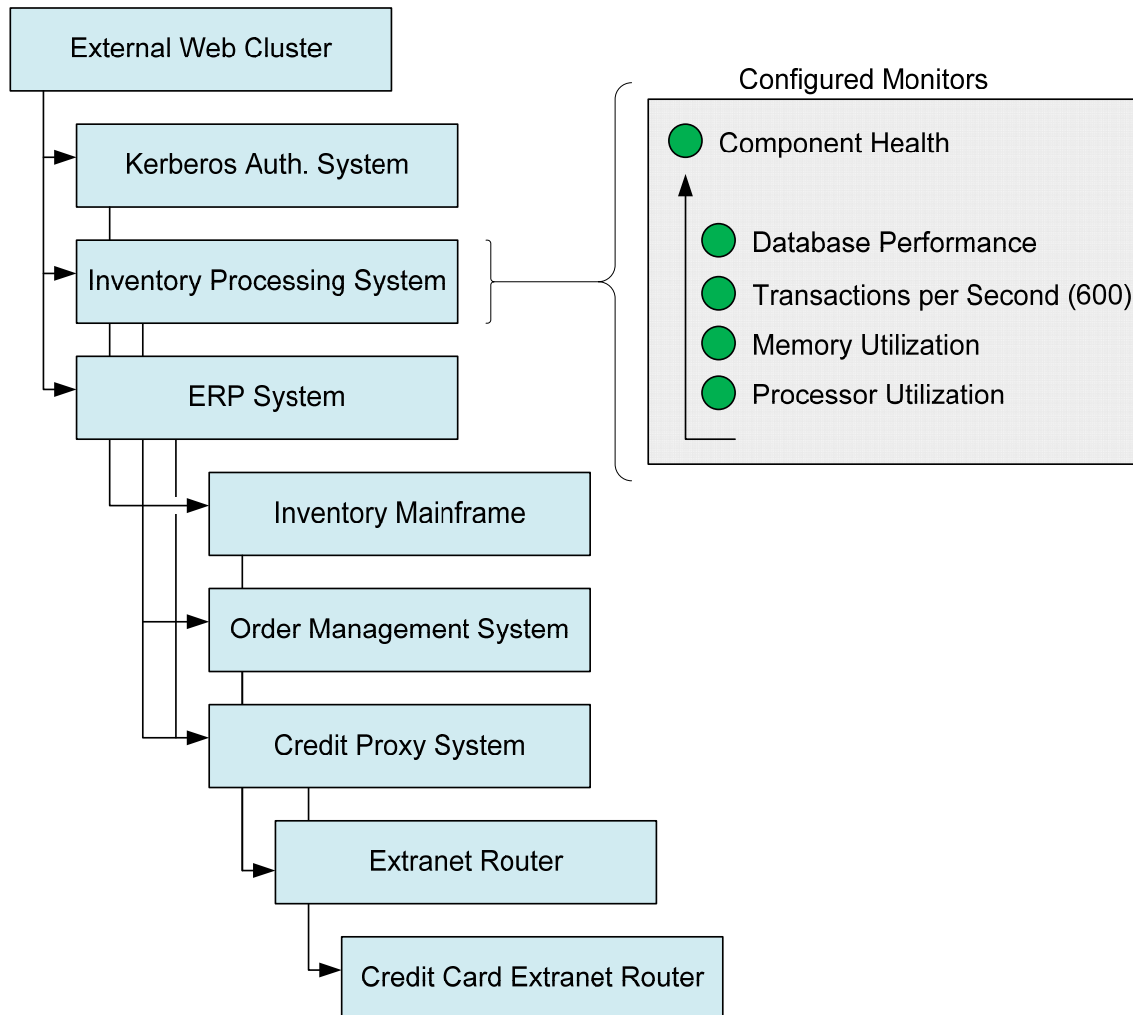 External Web Cluster
Kerberos Auth. System
Inventory Processing System
ERP System
Inventory Mainframe
Order Management System
Credit Proxy System
Extranet Router
Credit Card Extranet Router
Configured Monitors
Component Health
Database Performance
Transactions per Second (600)
Memory Utilization
Processor Utilization